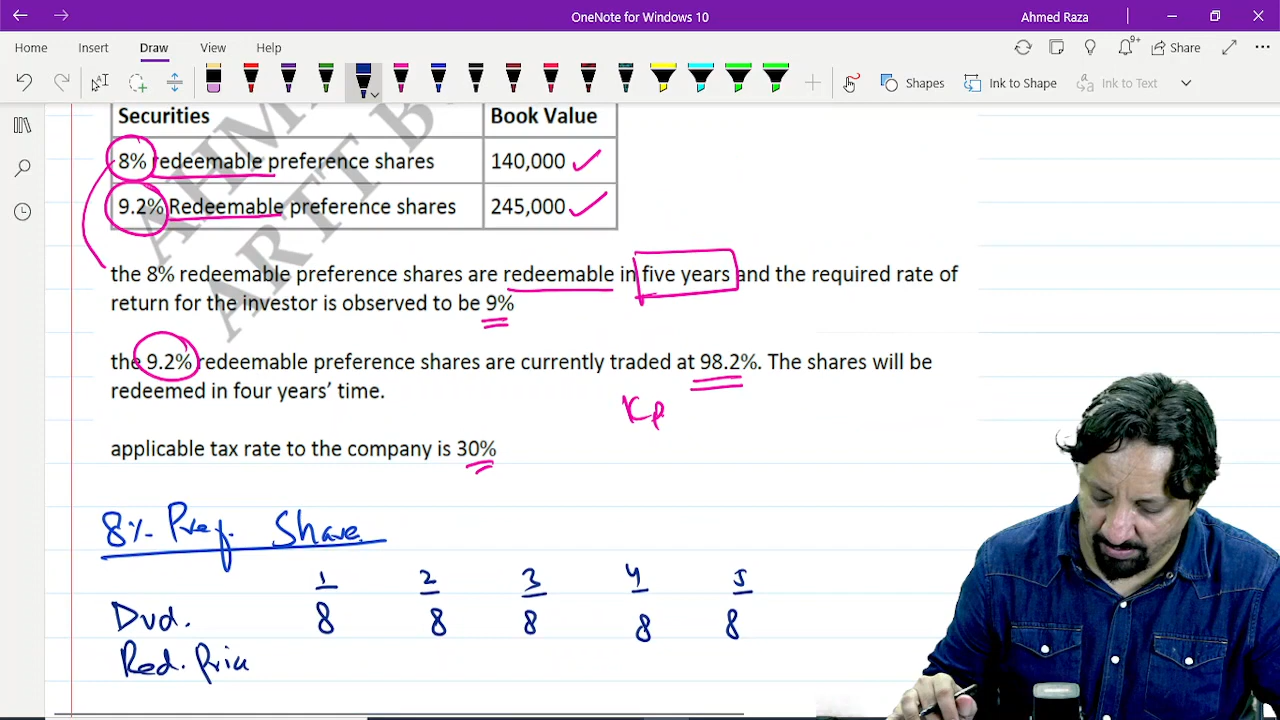 OneNote for Windows 10
Ahmed Raza
Home Insert Draw View Help
9+
Share
Shapes
Ink to Shape
Ink to Text
Securities Book Value
8% redeemable preference shares 140,000
9.2% Redeemable preference shares 245,000
the 8% redeemable preference shares are redeemable in five years and the required rate of
return for the investor is observed to be 9%
the 9.2% redeemable preference shares are currently traded at 98.2%. The shares will be
redeemed in four years' time.
Kp
applicable tax rate to the company is 30%
8% Pref. Share
1 2 3 4 5
Dvd. 8 8 8 8 8
Red. Price